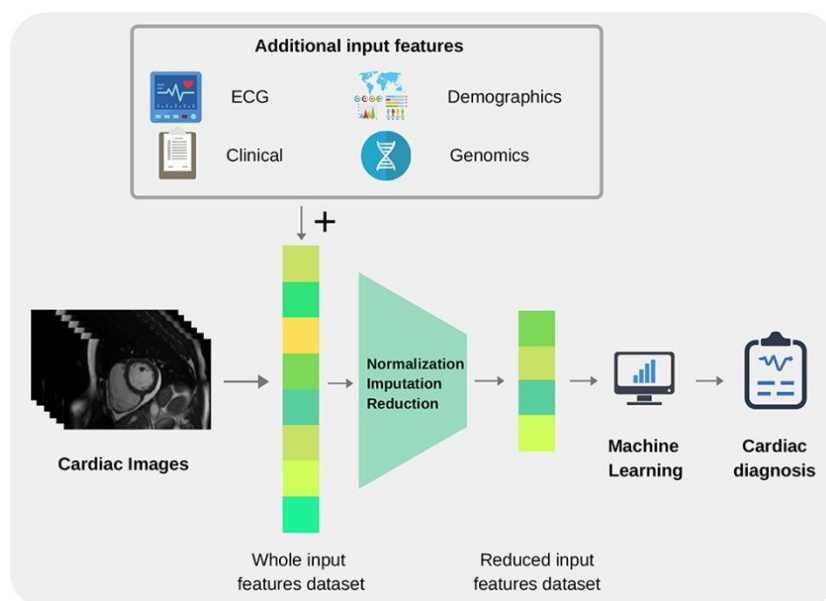 Additional input features
ECG
Demographics
Clinical
Genomics
+
Normalization
Imputation
Reduction
Cardiac Images
Machine
Learning
Cardiac
diagnosis
Whole input
features dataset
Reduced input
features dataset